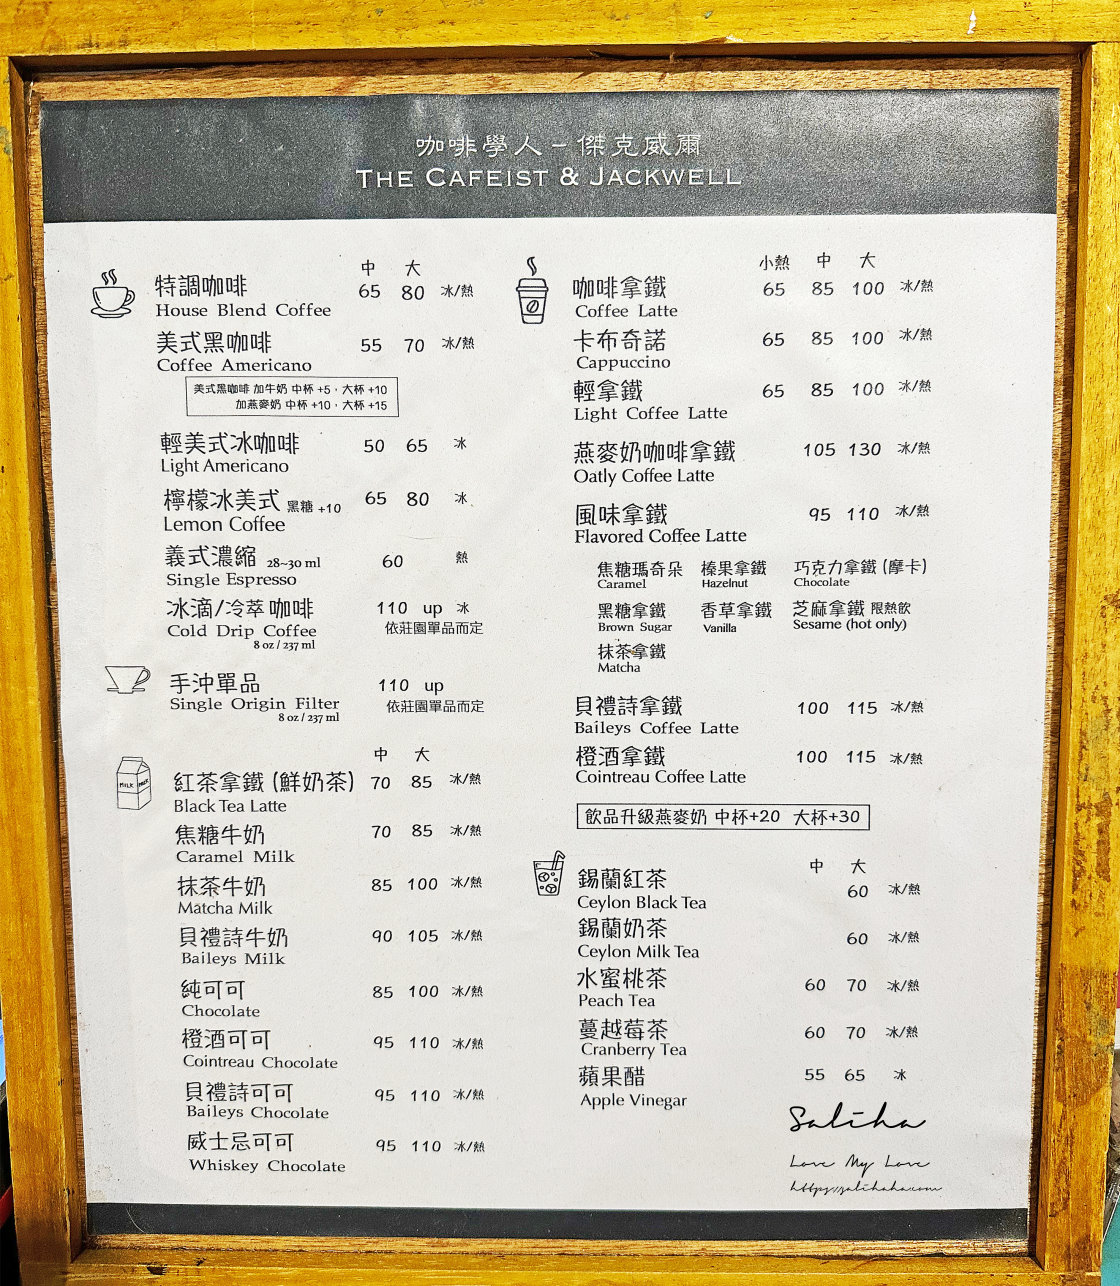 咖啡學人－傑克威爾
THE CAFEIST & JACKWELL
中 大
特調咖啡 65 80 冰/熱
House Blend Coffee
美式黑咖啡 55 70 冰/熱
Coffee Americano
美式黑咖啡 加牛奶 中杯 +5，大杯 +10
加燕麥奶 中杯 +10，大杯 +15
輕美式冰咖啡 50 65 冰
Light Americano
檸檬冰美式 黑糖 +10 65 80 冰
Lemon Coffee
義式濃縮 28~30 ml 60 熱
Single Espresso
冰滴/冷萃咖啡 110 up 冰
Cold Drip Coffee 依莊園單品而定
8 oz / 237 ml
手沖單品 110 up
Single Origin Filter 依莊園單品而定
8 oz / 237 ml
中 大
MILK
紅茶拿鐵 (鮮奶茶) 70 85 冰/熱
Black Tea Latte
焦糖牛奶 70 85 冰/熱
Caramel Milk
抹茶牛奶 85 100 冰/熱
Matcha Milk
貝禮詩牛奶 90 105 冰/熱
Baileys Milk
純可可 85 100 冰/熱
Chocolate
橙酒可可 95 110 冰/熱
Cointreau Chocolate
貝禮詩可可 95 110 冰/熱
Baileys Chocolate
威士忌可可 95 110 冰/熱
Whiskey Chocolate
小熱 中 大
咖啡拿鐵 65 85 100 冰/熱
Coffee Latte
卡布奇諾 65 85 100 冰/熱
Cappuccino
輕拿鐵 65 85 100 冰/熱
Light Coffee Latte
燕麥奶咖啡拿鐵 105 130 冰/熱
Oatly Coffee Latte
風味拿鐵 95 110 冰/熱
Flavored Coffee Latte
焦糖瑪奇朵 榛果拿鐵 巧克力拿鐵 (摩卡)
Caramel Hazelnut Chocolate
黑糖拿鐵 香草拿鐵 芝麻拿鐵 限熱飲
Brown Sugar Vanilla Sesame (hot only)
抹茶拿鐵
Matcha
貝禮詩拿鐵 100 115 冰/熱
Baileys Coffee Latte
橙酒拿鐵 100 115 冰/熱
Cointreau Coffee Latte
飲品升級燕麥奶 中杯+20 大杯+30
中 大
錫蘭紅茶 60 冰/熱
Ceylon Black Tea
錫蘭奶茶 60 冰/熱
Ceylon Milk Tea
水蜜桃茶 60 70 冰/熱
Peach Tea
蔓越莓茶 60 70 冰/熱
Cranberry Tea
蘋果醋 55 65 冰
Apple Vinegar
Saliha
Love My Love